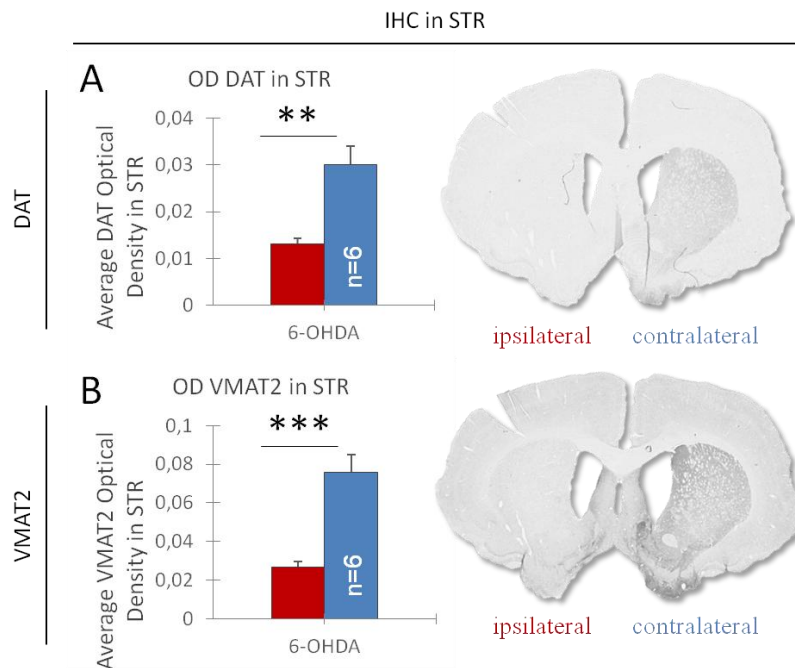 IHC in STR
DAT
A
OD DAT in STR
Average DAT Optical
Density in STR
0,04
0,03
0,02
0,01
0
**
n=6
6-OHDA
ipsilateral
contralateral
VMAT2
B
OD VMAT2 in STR
Average VMAT2 Optical
Density in STR
0,1
0,08
0,06
0,04
0,02
0
***
n=6
6-OHDA
ipsilateral
contralateral